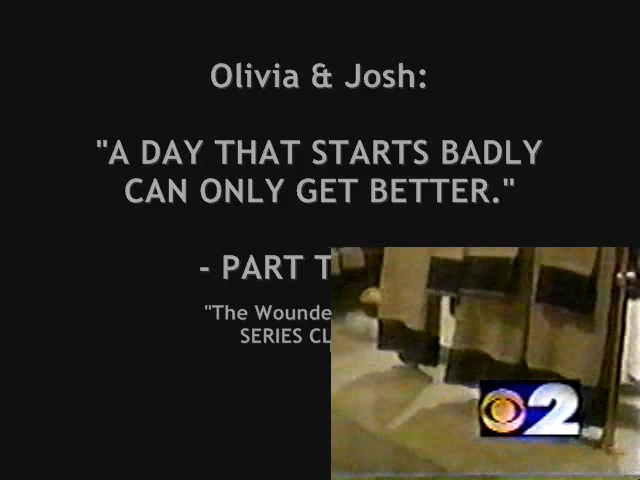 Olivia & Josh:
"A DAY THAT STARTS BADLY
CAN ONLY GET BETTER."
- PART T
"The Wounde
SERIES CL
2